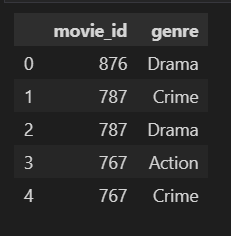 movie_id genre
0 876 Drama
1 787 Crime
2 787 Drama
3 767 Action
4 767 Crime